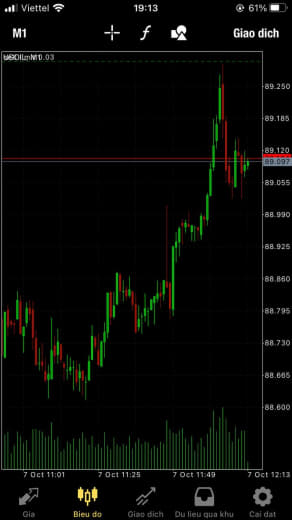 Viettel
19:13
61%
M1
f
Giao dich
USOIL, M1
89.250
89.185
89.120
89.097
89.055
88.990
88.925
88.860
88.795
88.730
88.665
88.600
7 Oct 11:01
7 Oct 11:25
7 Oct 11:49
7 Oct 12:13
Gia
Bieu do
Giao dich
Du lieu qua khu
Cai dat